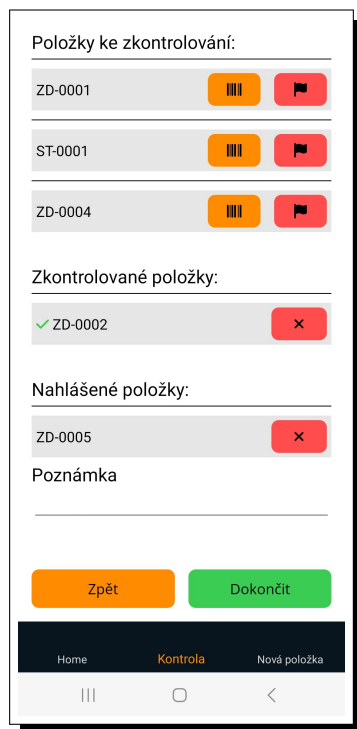 Položky ke zkontrolování:
ZD-0001
ST-0001
ZD-0004
Zkontrolované položky:
ZD-0002
Nahlášené položky:
ZD-0005
Poznámka
Zpět Dokončit
Home Kontrola Nová položka